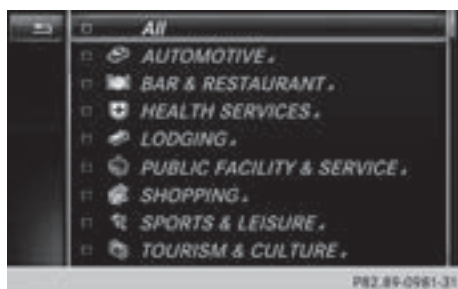 All
AUTOMOTIVE
BAR & RESTAURANT
HEALTH SERVICES
LODGING
PUBLIC FACILITY & SERVICE
SHOPPING
SPORTS & LEISURE
TOURISM & CULTURE
P82.89-0981-31